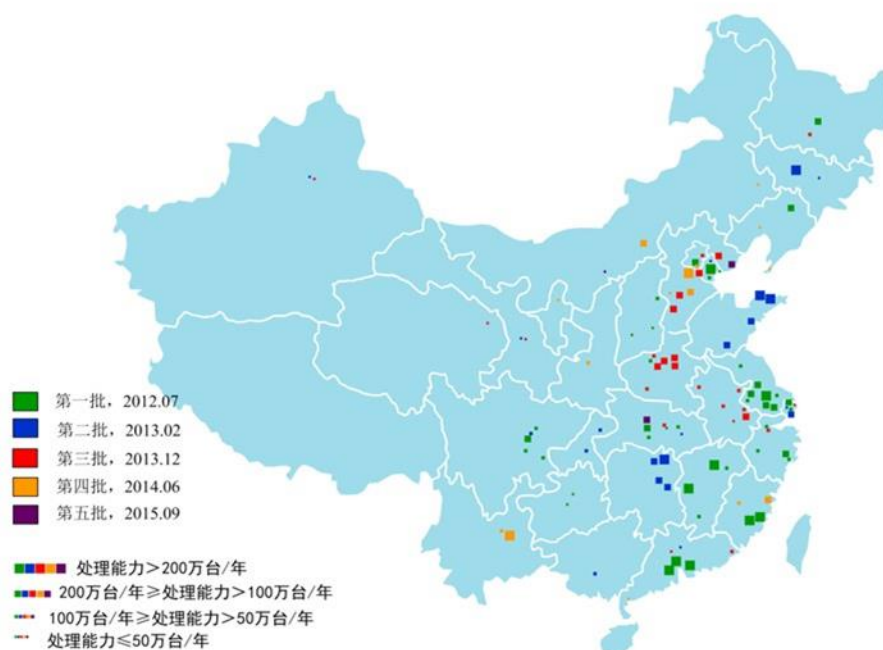 第一批，2012.07
第二批，2013.02
第三批，2013.12
第四批，2014.06
第五批，2015.09
处理能力＞200万台/年
200万台/年≥处理能力＞100万台/年
100万台/年≥处理能力＞50万台/年
处理能力≤50万台/年